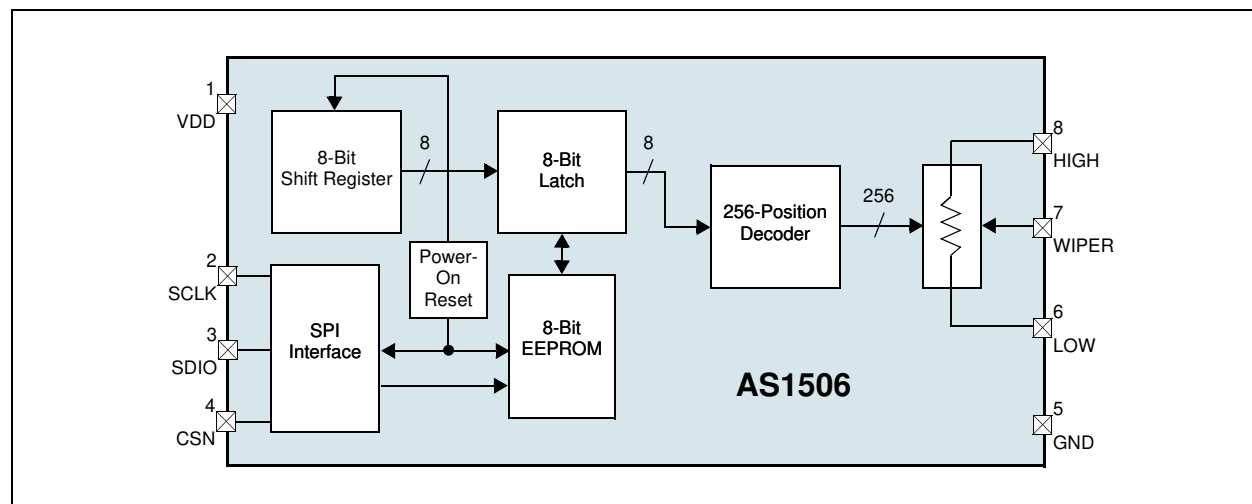 1
VDD
8-Bit
Shift Register
8
8-Bit
Latch
8
256-Position
Decoder
256
8
HIGH
7
WIPER
6
LOW
5
GND
2
SCLK
3
SDIO
4
CSN
SPI
Interface
Power-
On
Reset
8-Bit
EEPROM
AS1506